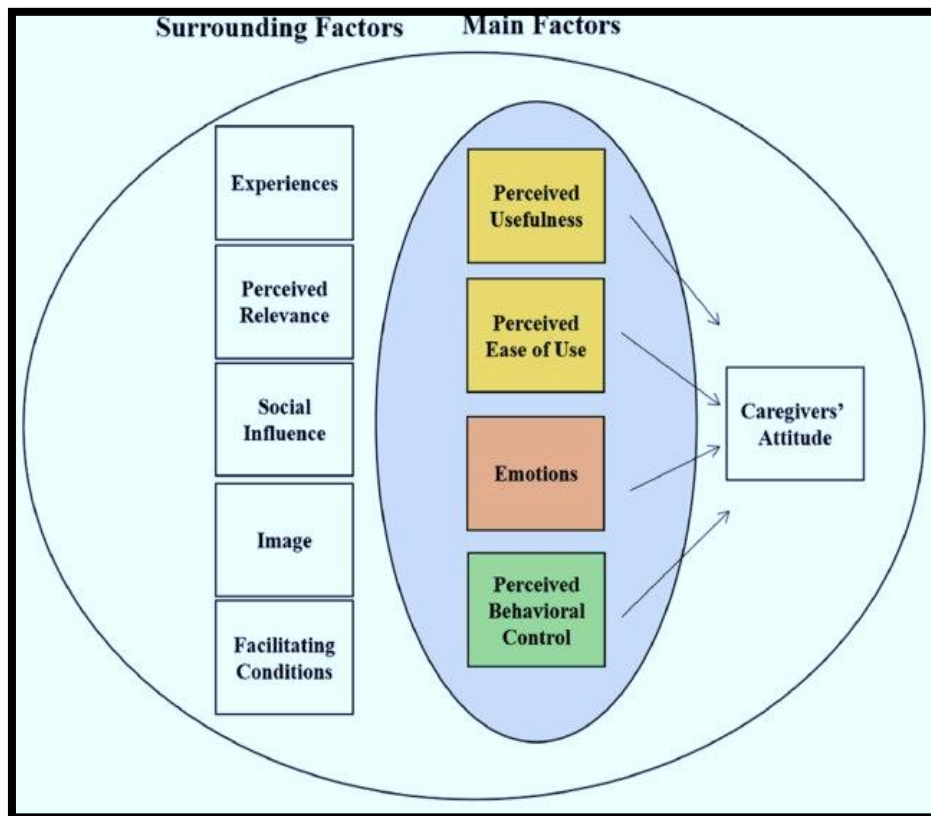 Surrounding Factors
Main Factors
Experiences
Perceived
Relevance
Social
Influence
Image
Facilitating
Conditions
Perceived
Usefulness
Perceived
Ease of Use
Emotions
Perceived
Behavioral
Control
Caregivers’
Attitude